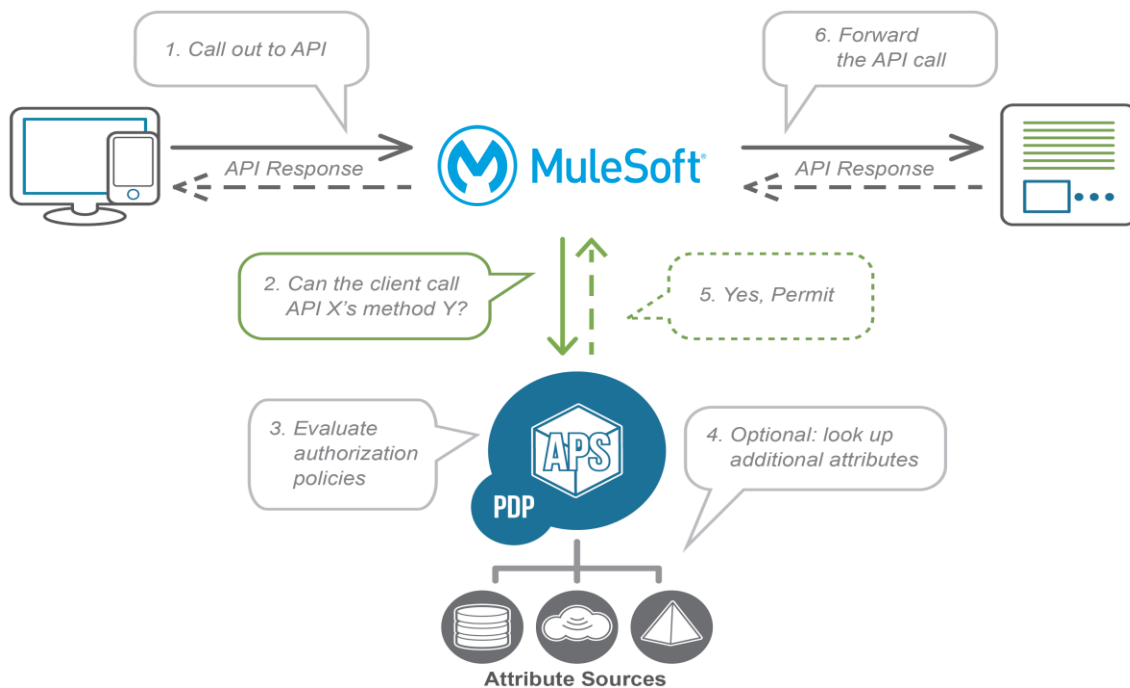 1. Call out to API
6. Forward
the API call
API Response
MuleSoft®
API Response
2. Can the client call
API X's method Y?
5. Yes, Permit
3. Evaluate
authorization
policies
APS
PDP
4. Optional: look up
additional attributes
Attribute Sources